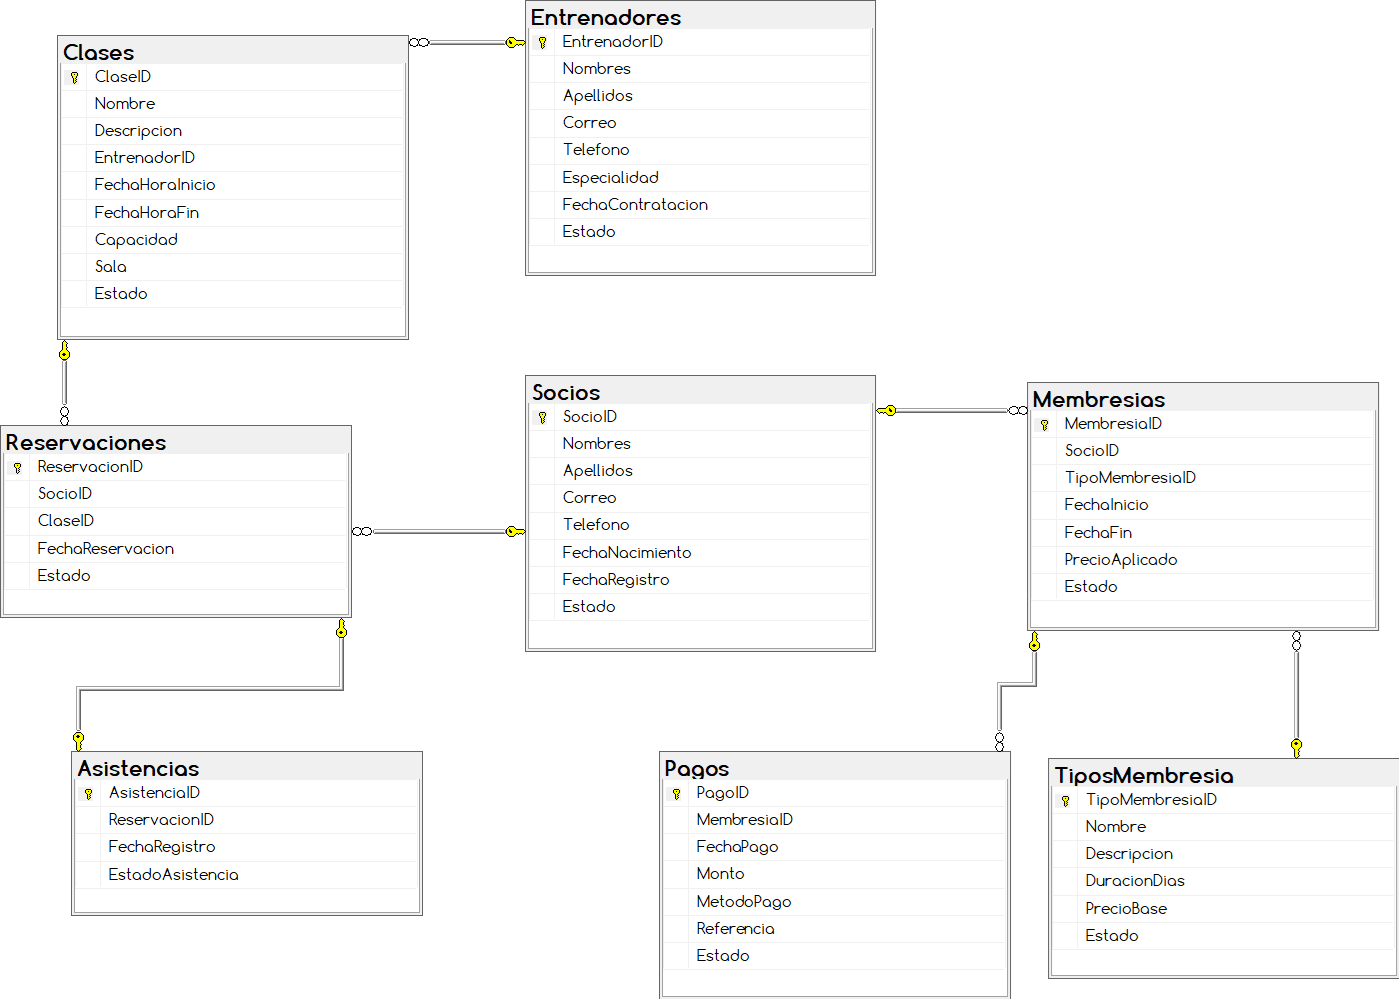 Entrenadores
EntrenadorID
Nombres
Apellidos
Correo
Telefono
Especialidad
FechaContratacion
Estado
Clases
ClaseID
Nombre
Descripcion
EntrenadorID
FechaHoraInicio
FechaHoraFin
Capacidad
Sala
Estado
Socios
SocioID
Nombres
Apellidos
Correo
Telefono
FechaNacimiento
FechaRegistro
Estado
Membresias
MembresiaID
SocioID
TipoMembresiaID
FechaInicio
FechaFin
PrecioAplicado
Estado
Reservaciones
ReservacionID
SocioID
ClaseID
FechaReservacion
Estado
Asistencias
AsistenciaID
ReservacionID
FechaRegistro
EstadoAsistencia
Pagos
PagoID
MembresiaID
FechaPago
Monto
MetodoPago
Referencia
Estado
TiposMembresia
TipoMembresiaID
Nombre
Descripcion
DuracionDias
PrecioBase
Estado